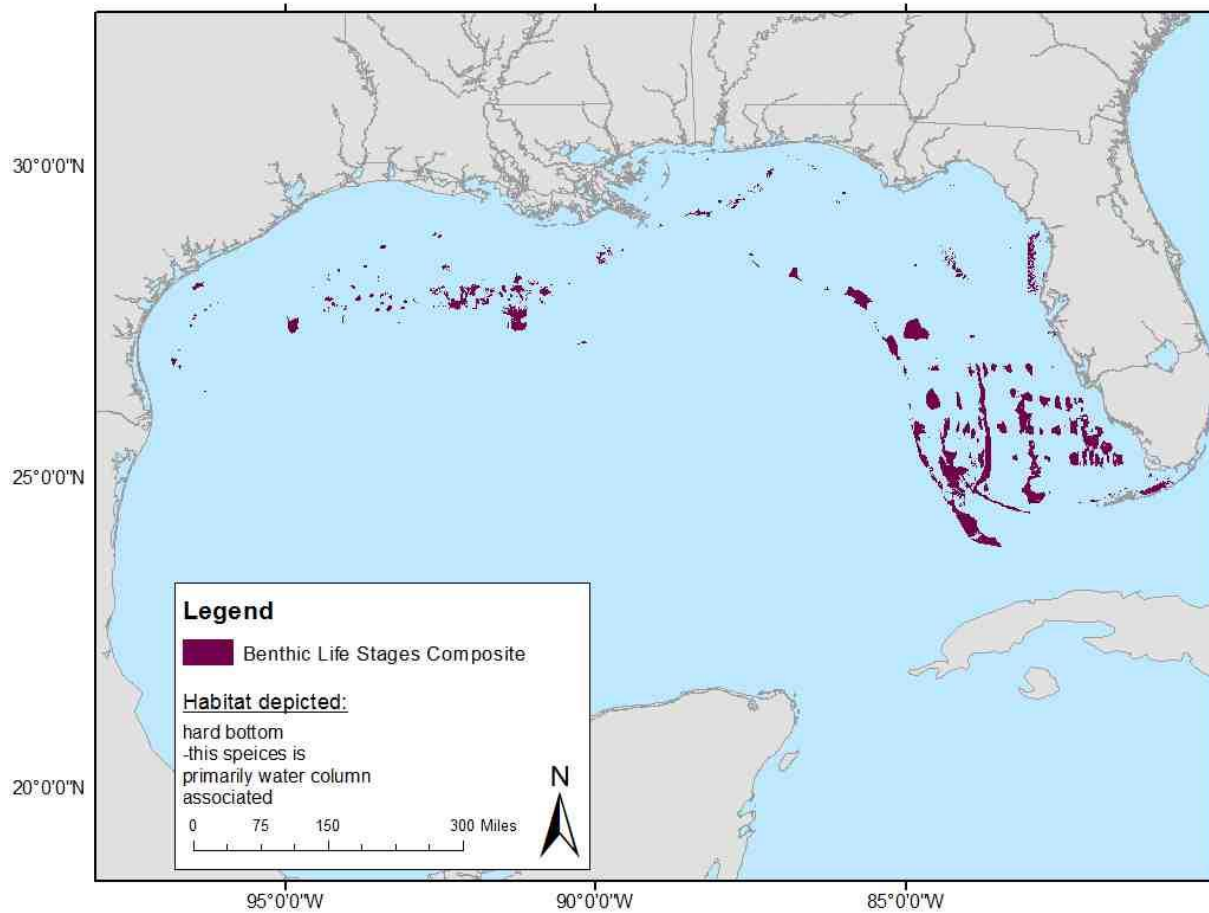 30°0'0"N
25°0'0"N
20°0'0"N
Legend
Benthic Life Stages Composite
Habitat depicted:
hard bottom
-this speices is
primarily water column
associated
N
0 75 150 300 Miles
95°0'0"W 90°0'0"W 85°0'0"W